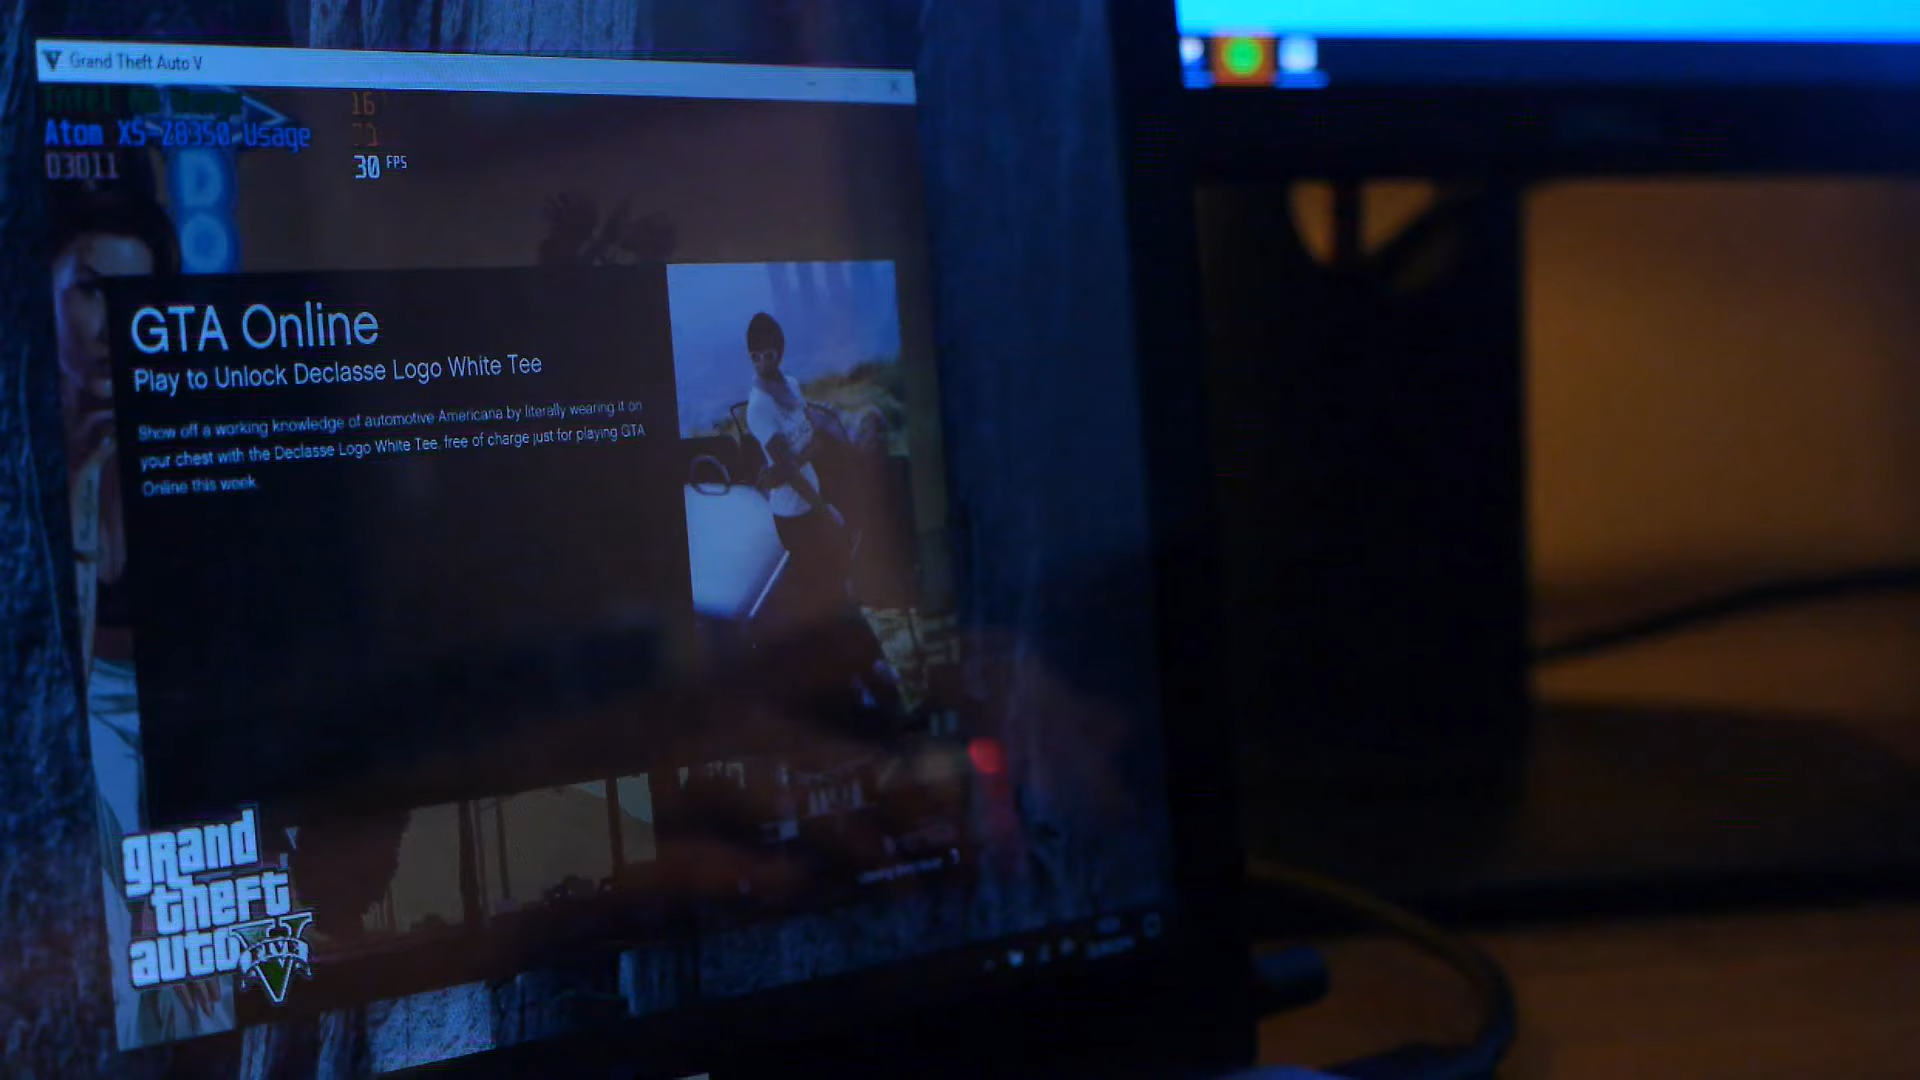 Grand Theft Auto V
Intel
16
Atom X5-Z8350 Usage
D3D11
30 FPS
GTA Online
Play to Unlock Declasse Logo White Tee
Show off a working knowledge of automotive Americana by literally wearing it on
your chest with the Declasse Logo White Tee, free of charge just for playing GTA
Online this week.
grand
theft
auto
V